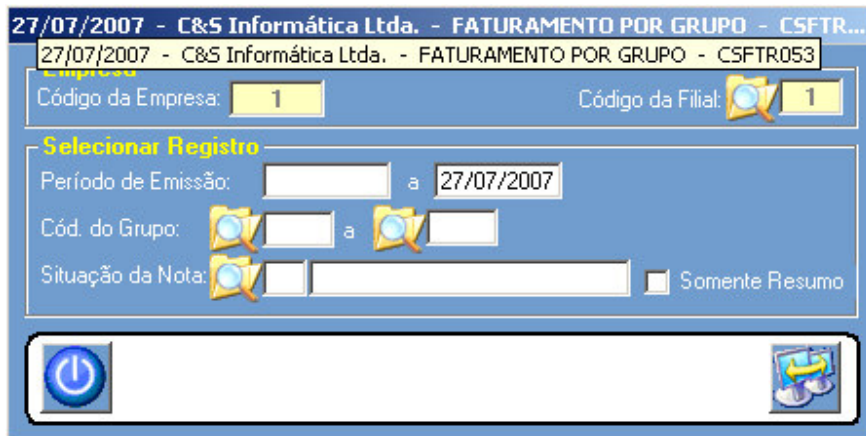 27/07/2007 - C&S Informática Ltda. - FATURAMENTO POR GRUPO - CSFTR...
27/07/2007 - C&S Informática Ltda. - FATURAMENTO POR GRUPO - CSFTR053
Empresa
Código da Empresa: 1 Código da Filial: 1
Selecionar Registro
Período de Emissão: a 27/07/2007
Cód. do Grupo: a
Situação da Nota: Somente Resumo